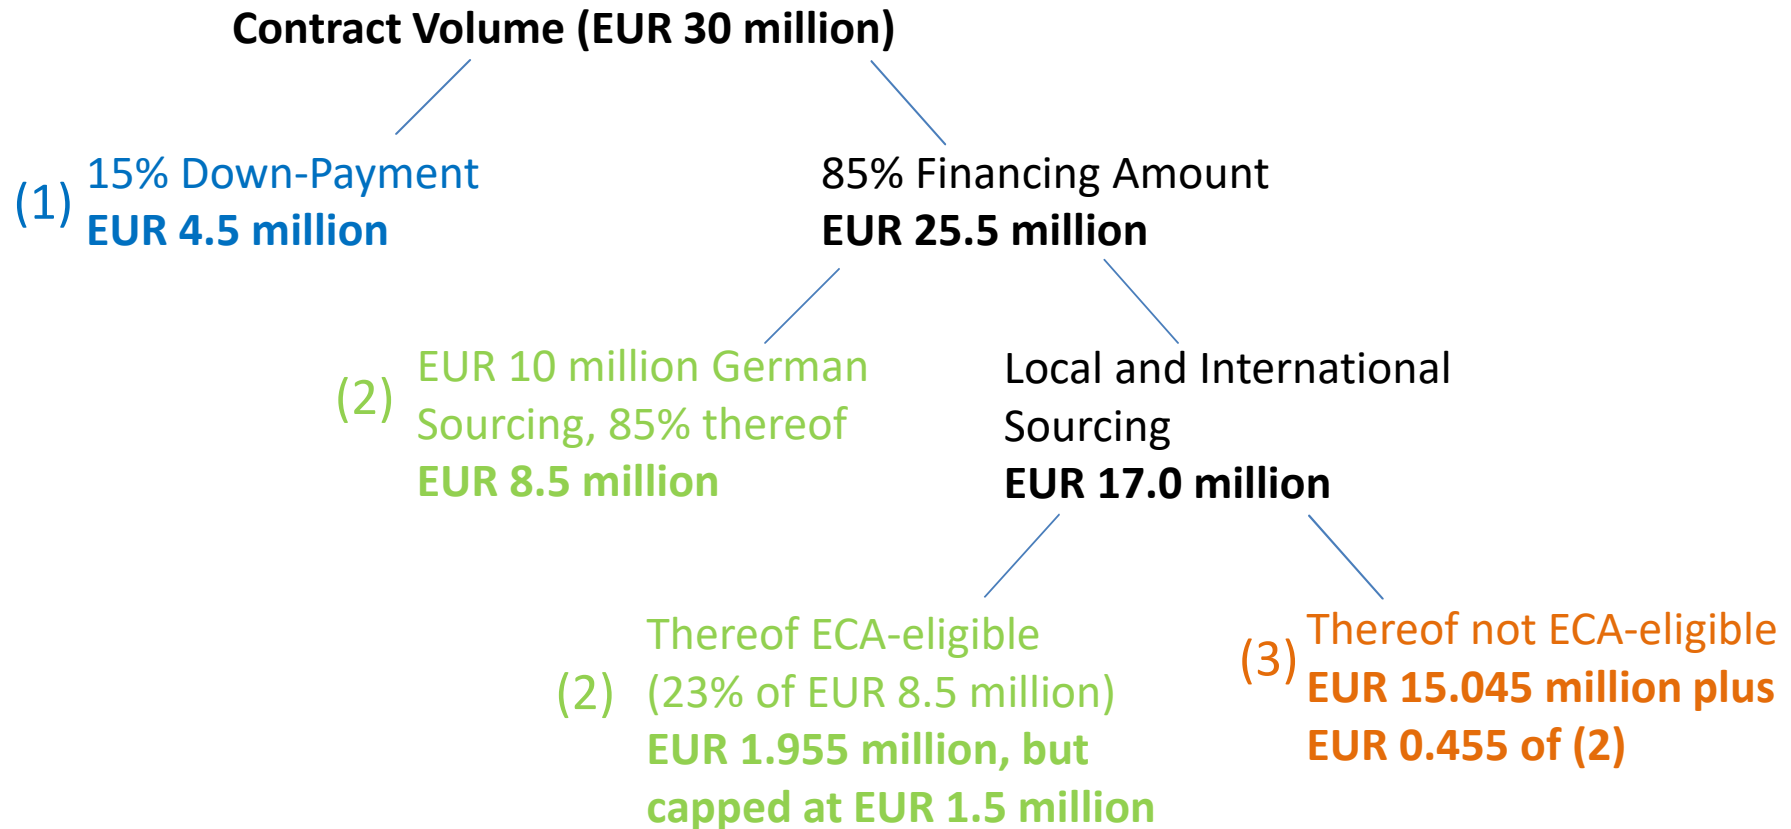 Contract Volume (EUR 30 million)
(1)
15% Down-Payment
EUR 4.5 million
85% Financing Amount
EUR 25.5 million
(2)
EUR 10 million German
Sourcing, 85% thereof
EUR 8.5 million
Local and International
Sourcing
EUR 17.0 million
(2)
Thereof ECA-eligible
(23% of EUR 8.5 million)
EUR 1.955 million, but
capped at EUR 1.5 million
(3)
Thereof not ECA-eligible
EUR 15.045 million plus
EUR 0.455 of (2)